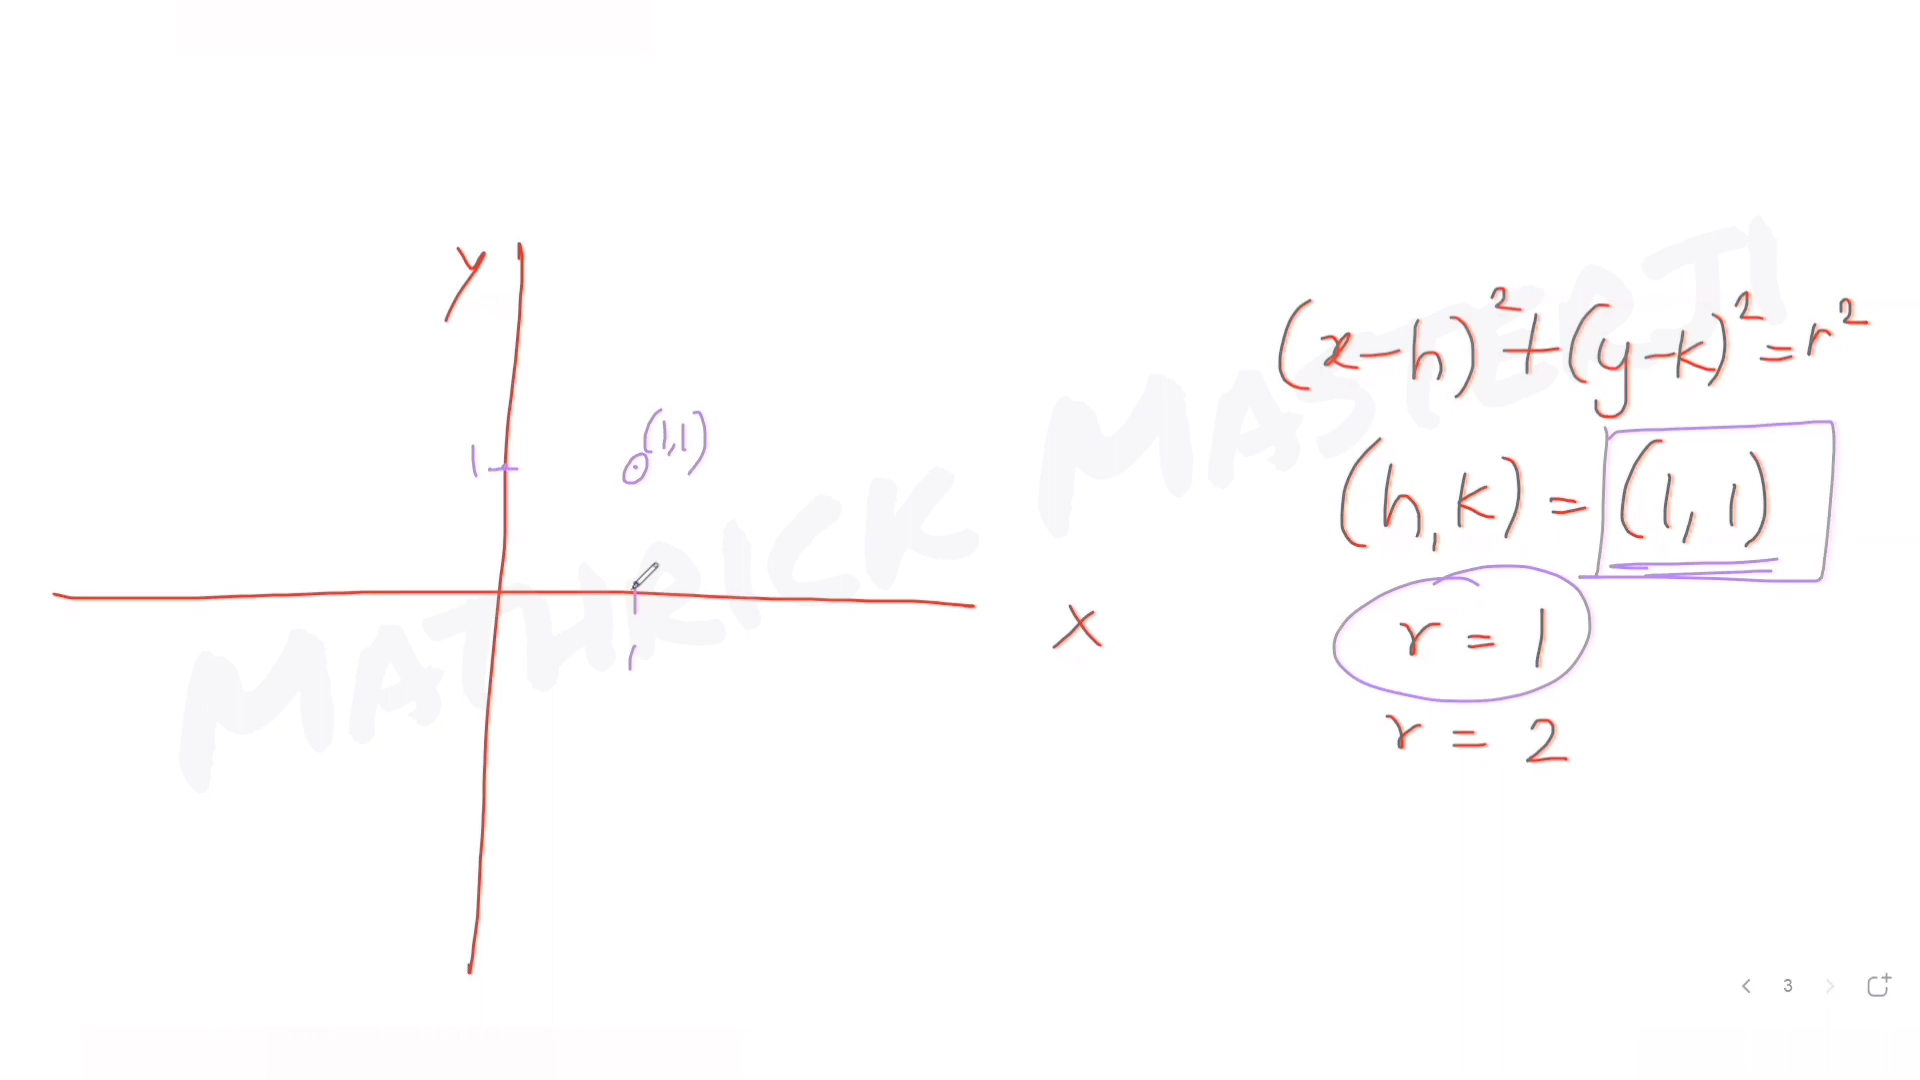 y
(x-h)²+(y-k)²=r²
(1,1)
1
(h,k) = (1,1)
x
r = 1
1
r = 2
MATHRICK MASTERJI
3